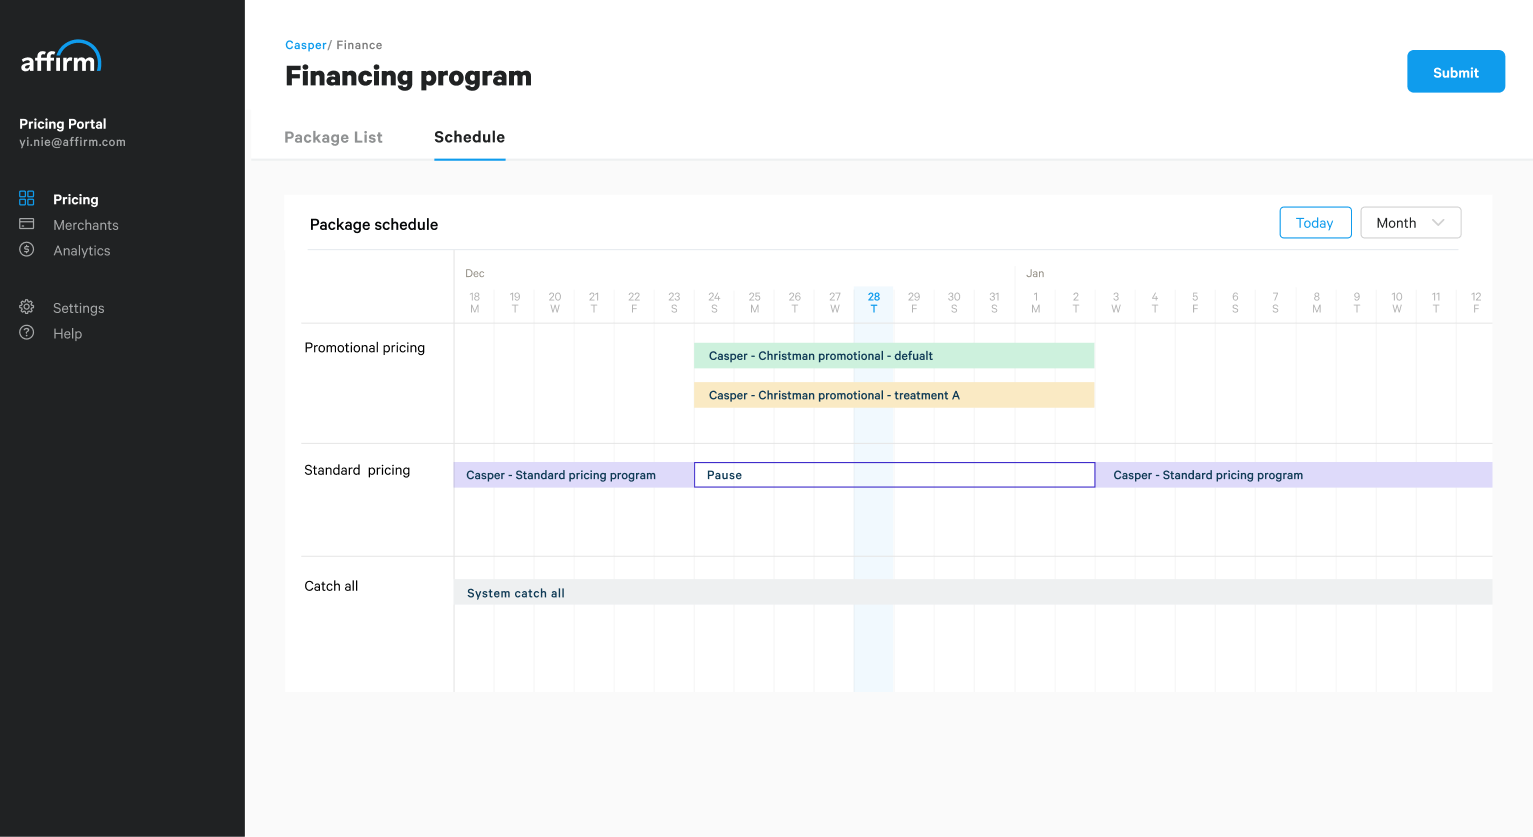 affirm
Pricing Portal
yi.nie@affirm.com
Pricing
Merchants
Analytics
Settings
Help
Casper/ Finance
Financing program
Submit
Package List
Schedule
Package schedule
Today
Month
Dec
Jan
18 19 20 21 22 23 24 25 26 27 28 29 30 31 1 2 3 4 5 6 7 8 9 10 11 12
M T W T F S S M T W T F S S M T W T F S S M T W T F
Promotional pricing
Casper - Christman promotional - defualt
Casper - Christman promotional - treatment A
Standard pricing
Casper - Standard pricing program
Pause
Casper - Standard pricing program
Catch all
System catch all